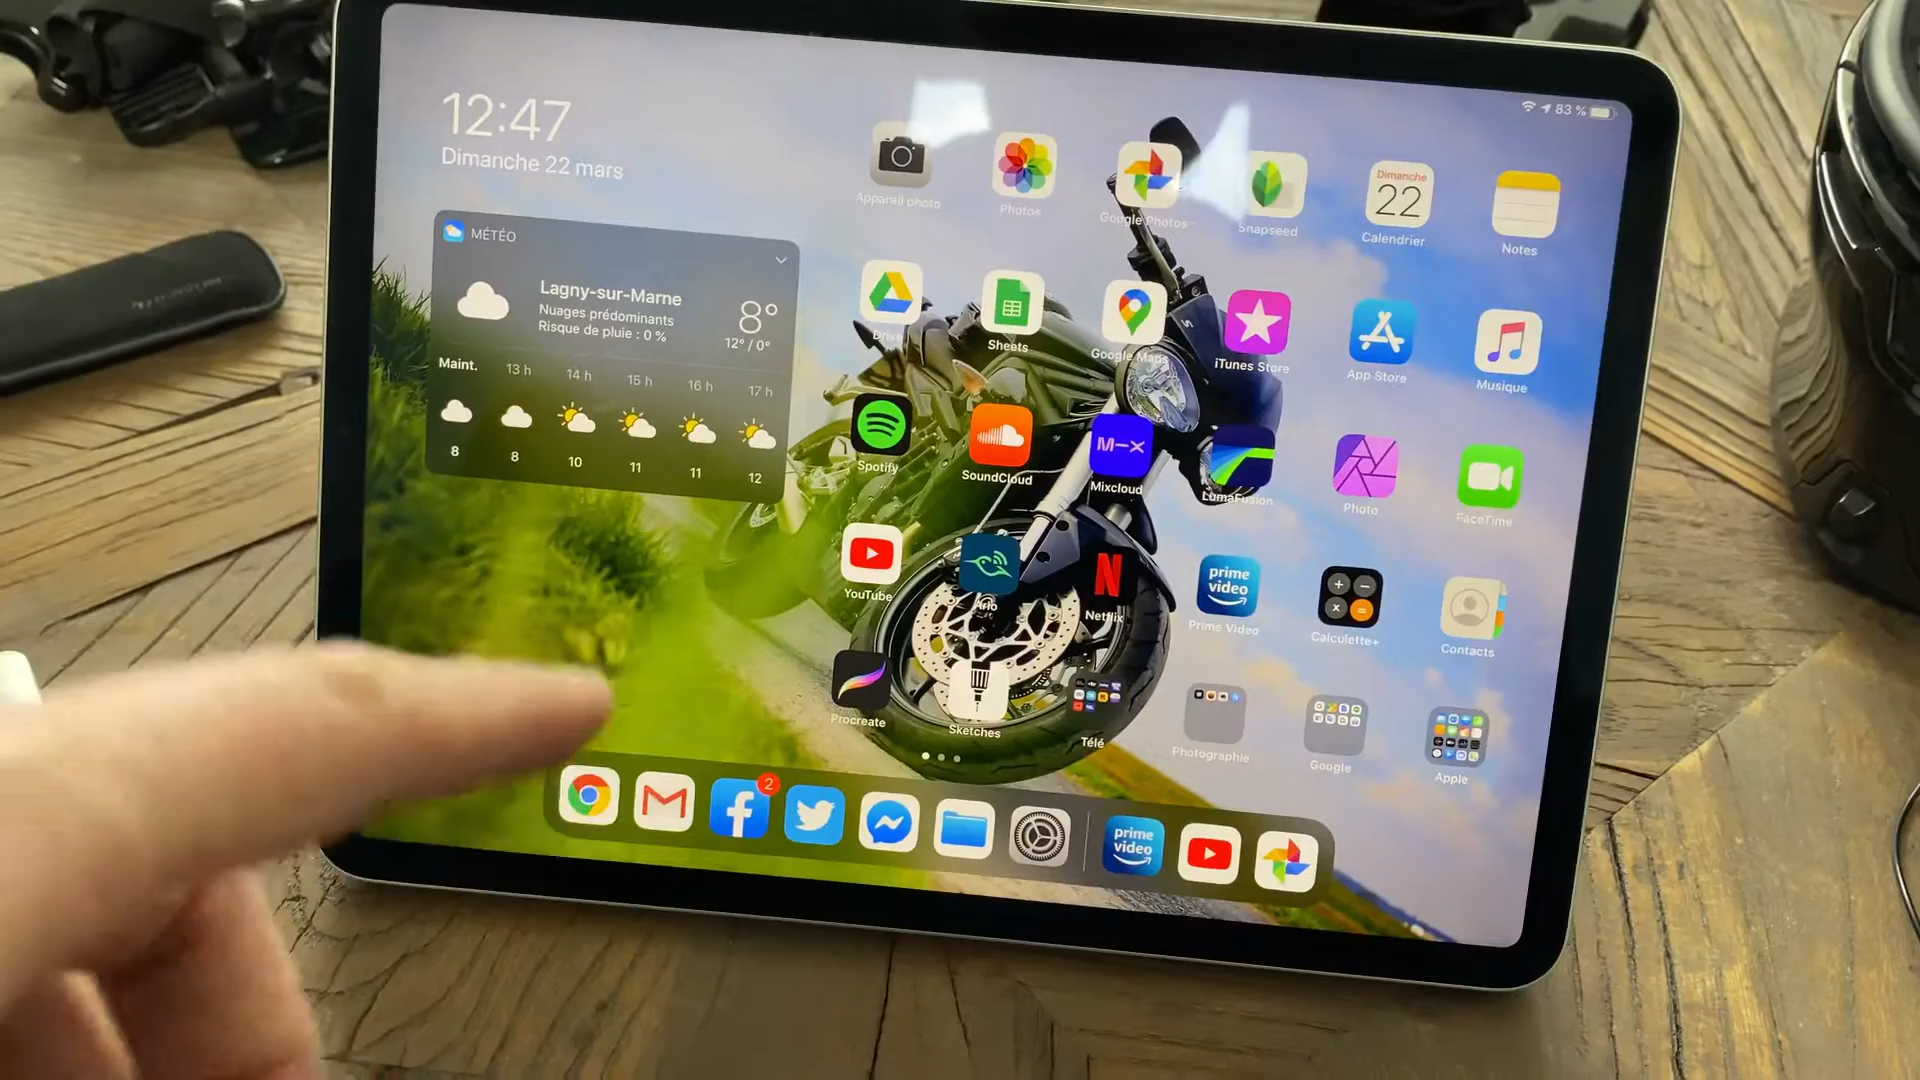 12:47
Dimanche 22 mars
83 %
MÉTÉO
Lagny-sur-Marne
Nuages prédominants
Risque de pluie : 0 %
8°
12° / 0°
Maint. 13 h 14 h 15 h 16 h 17 h
8 8 10 11 11 12
Appareil photo
Photos
Google Photos
Snapseed
Dimanche
22
Calendrier
Notes
Drive
Sheets
Google Maps
iTunes Store
App Store
Musique
Spotify
SoundCloud
M-X
Mixcloud
LumaFusion
Photo
FaceTime
YouTube
Arlo
N
Netflix
prime
video
Prime Video
Calculette+
Contacts
Procreate
Sketches
Télé
Photographie
Google
Apple
2
prime
video